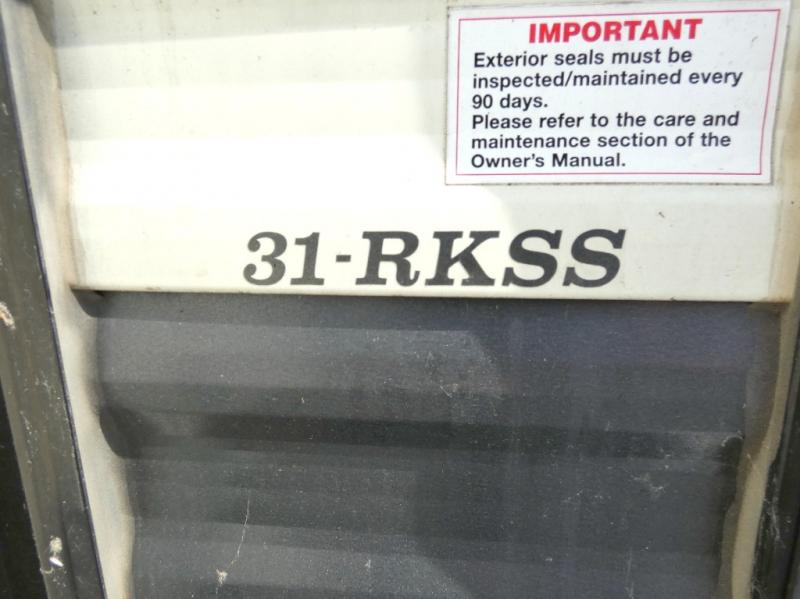 IMPORTANT
Exterior seals must be
inspected/maintained every
90 days.
Please refer to the care and
maintenance section of the
Owner's Manual.
31-RKSS